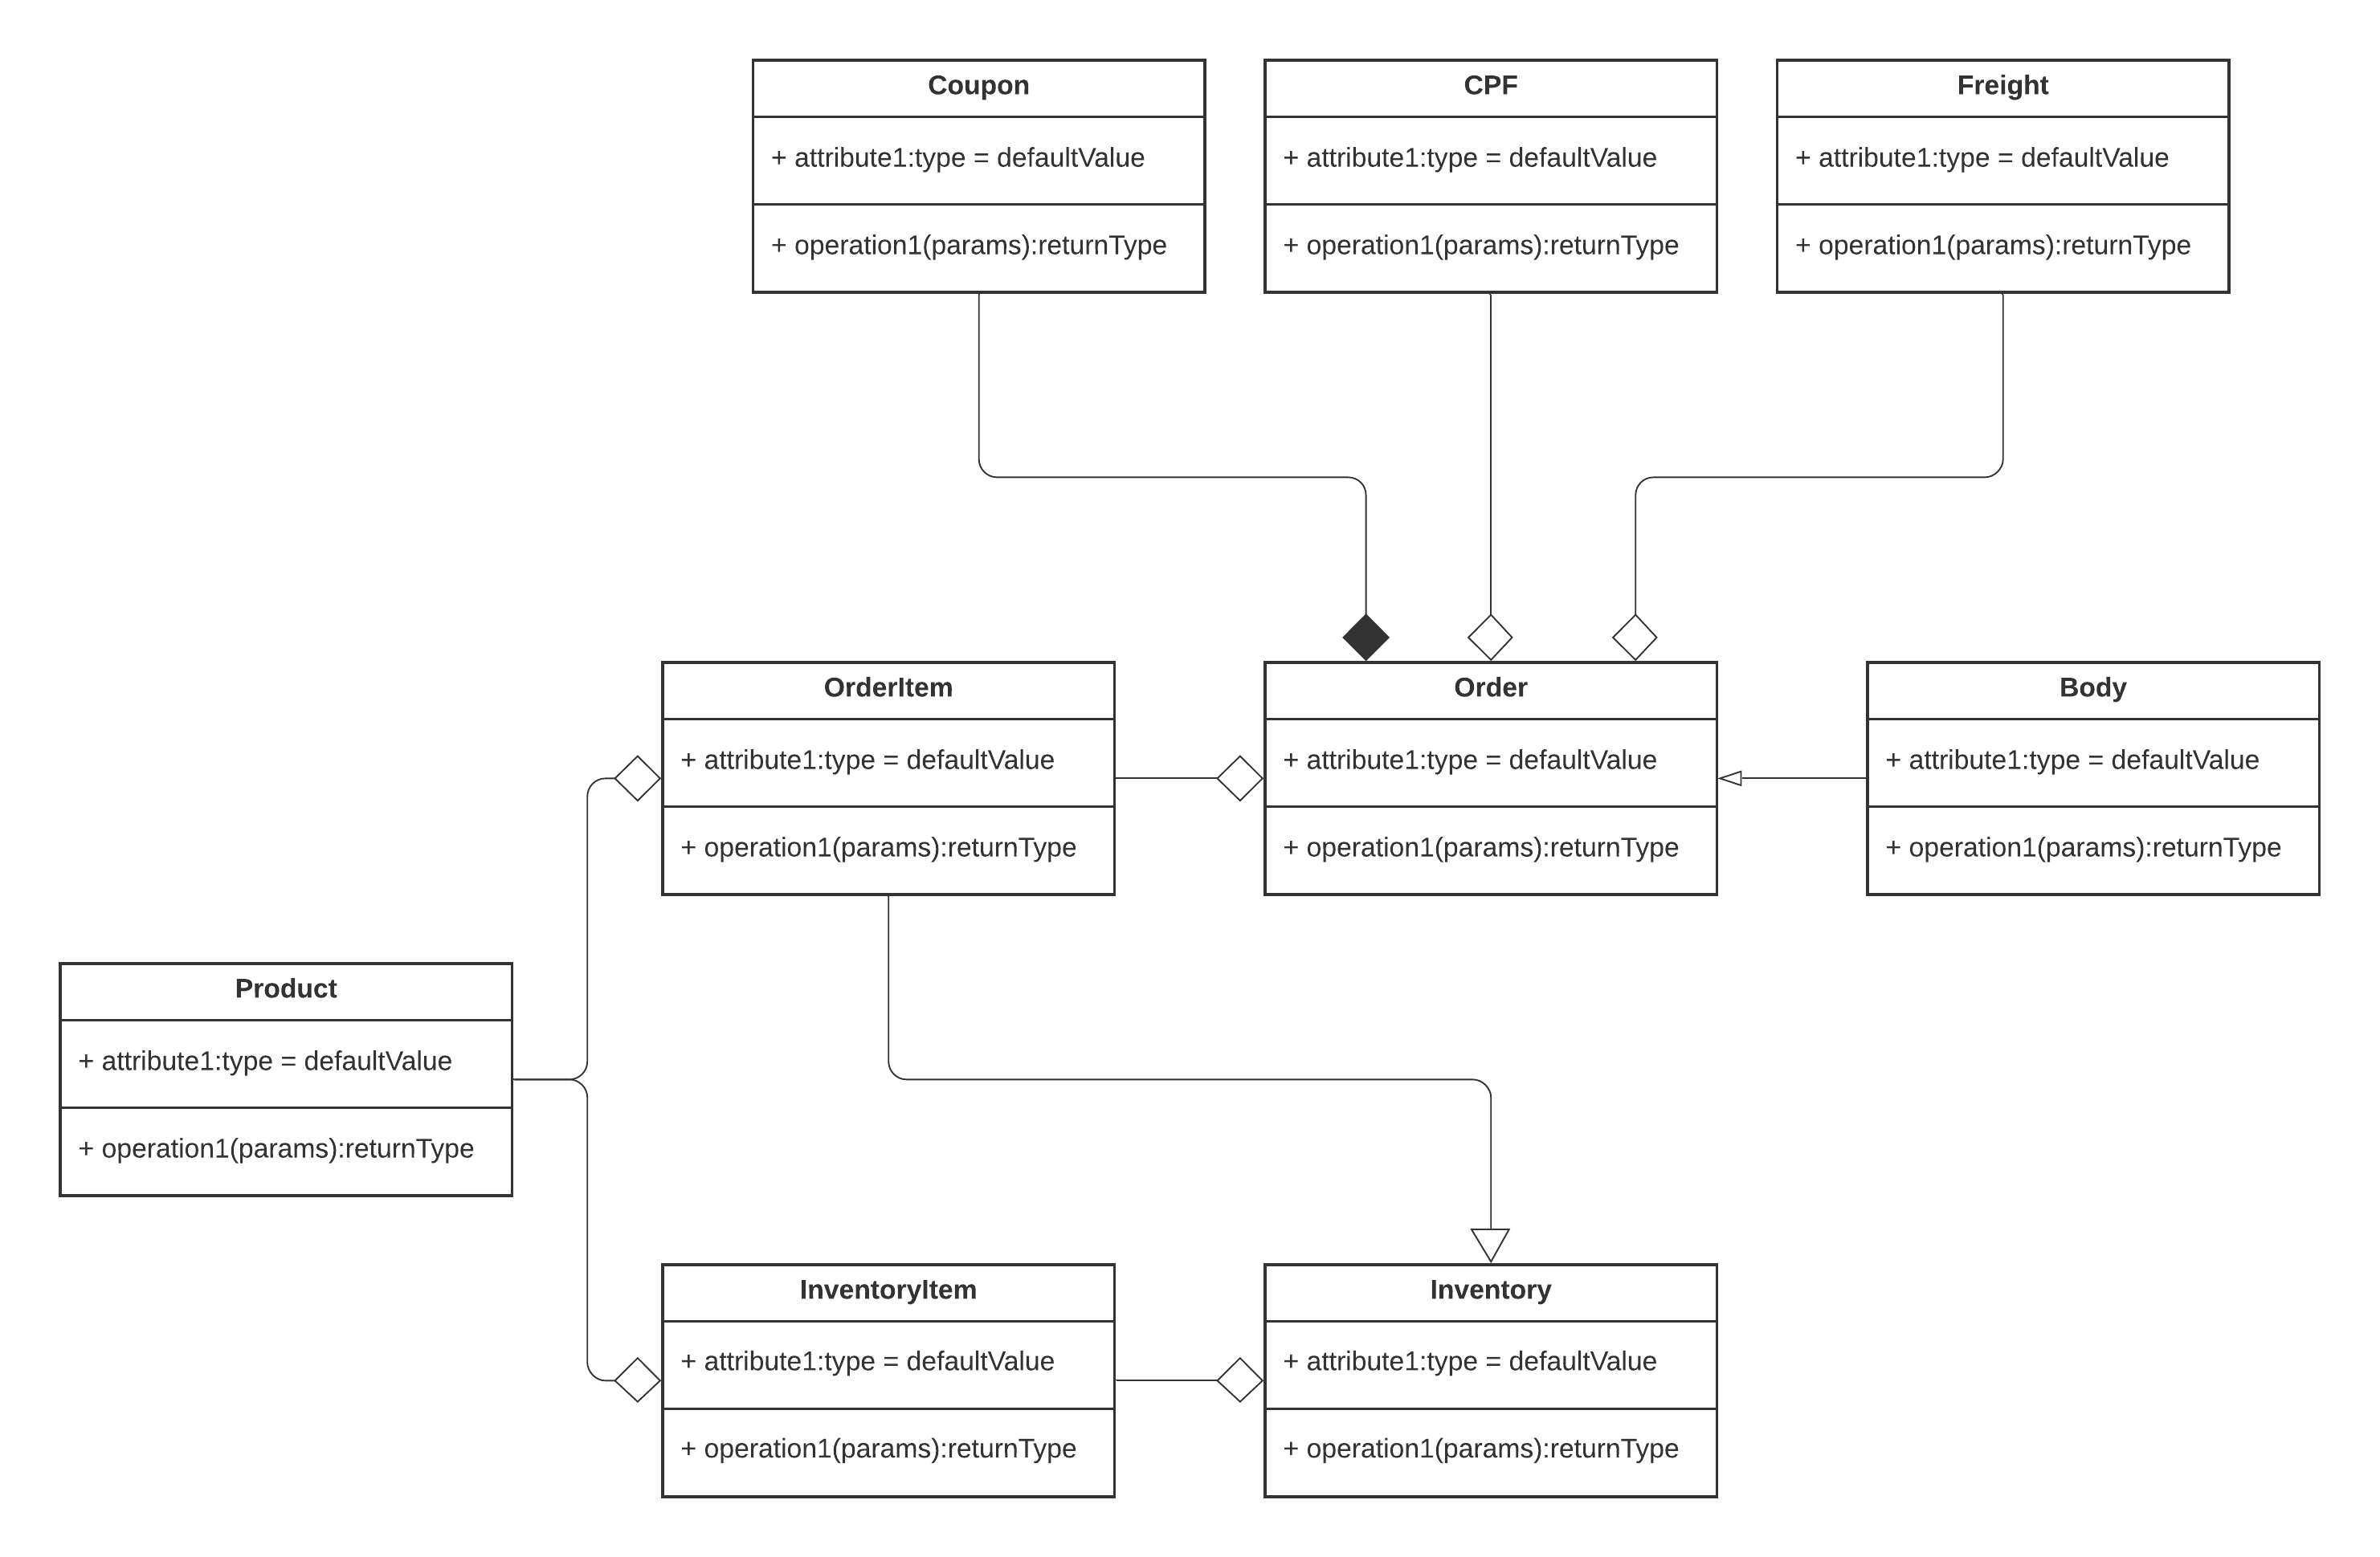 Coupon
+ attribute1:type = defaultValue
+ operation1(params):returnType
CPF
+ attribute1:type = defaultValue
+ operation1(params):returnType
Freight
+ attribute1:type = defaultValue
+ operation1(params):returnType
OrderItem
+ attribute1:type = defaultValue
+ operation1(params):returnType
Order
+ attribute1:type = defaultValue
+ operation1(params):returnType
Body
+ attribute1:type = defaultValue
+ operation1(params):returnType
Product
+ attribute1:type = defaultValue
+ operation1(params):returnType
InventoryItem
+ attribute1:type = defaultValue
+ operation1(params):returnType
Inventory
+ attribute1:type = defaultValue
+ operation1(params):returnType